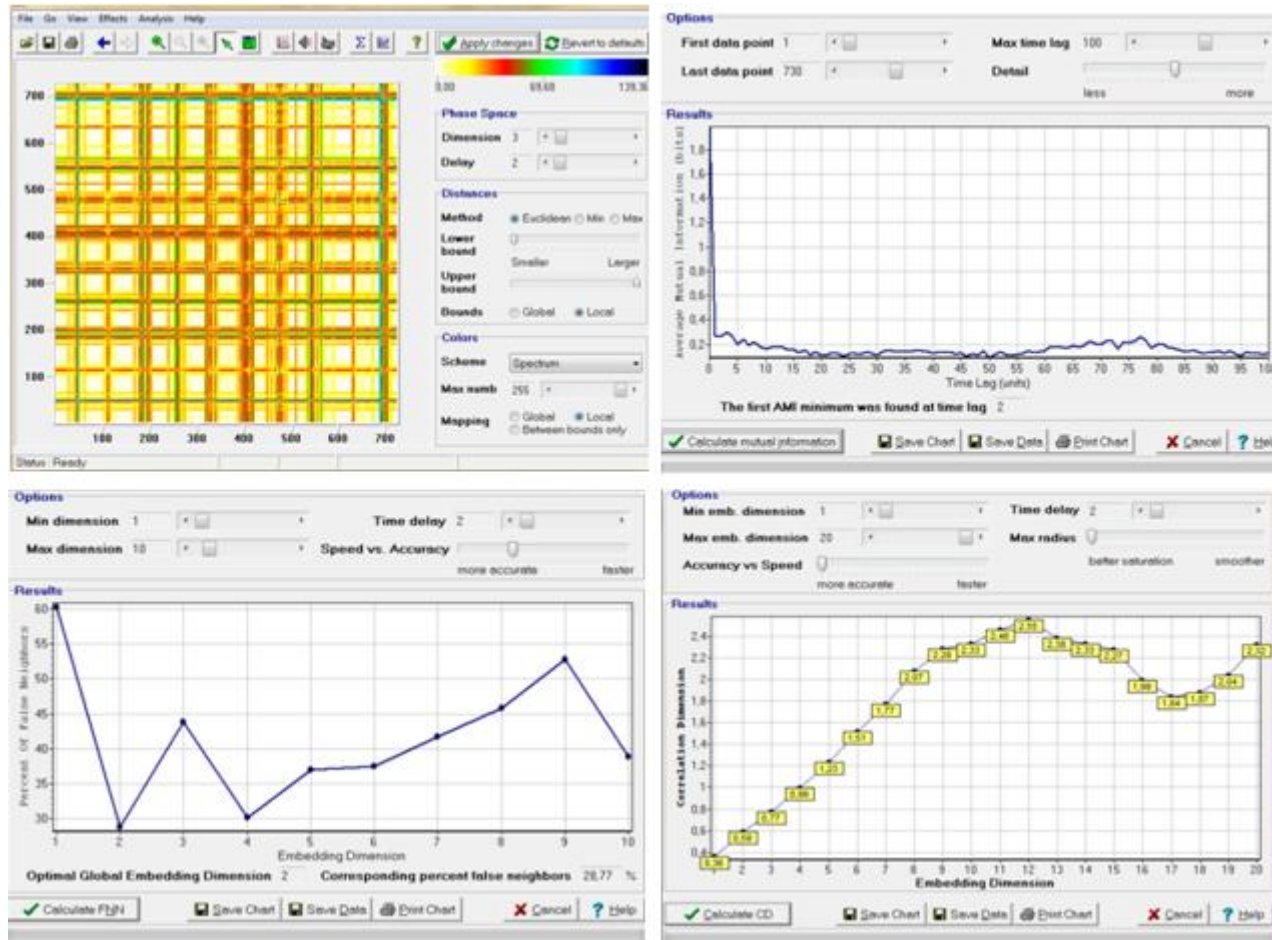 File Go View Effects Analysis Help
Apply changes Revert to defaults
0.00 69.68 139.36
Phase Space
Dimension 3
Delay 2
Distances
Method Euclidean Min Max
Lower bound
Smaller Larger
Upper bound
Bounds Global Local
Colors
Scheme Spectrum
Max numb 255
Mapping Global Local
Between bounds only
700
600
500
400
300
200
100
100 200 300 400 500 600 700
Status: Ready
Options
First data point 1 Max time lag 100
Last data point 730 Detail
less more
Results
Average Mutual Information (bits)
1,8
1,6
1,4
1,2
1
0,8
0,6
0,4
0,2
0 5 10 15 20 25 30 35 40 45 50 55 60 65 70 75 80 85 90 95 100
Time Lag (units)
The first AMI minimum was found at time lag 2
Calculate mutual information Save Chart Save Data Print Chart Cancel Help
Options
Min dimension 1 Time delay 2
Max dimension 10 Speed vs. Accuracy
more accurate faster
Results
Percent Of False Neighbors
60
55
50
45
40
35
30
1 2 3 4 5 6 7 8 9 10
Embedding Dimension
Optimal Global Embedding Dimension 2 Corresponding percent false neighbors 28,77 %
Calculate FNN Save Chart Save Data Print Chart Cancel Help
Options
Min emb. dimension 1 Time delay 2
Max emb. dimension 20 Max radius
better saturation smoother
Accuracy vs Speed
more accurate faster
Results
Correlation Dimension
2,4
2,2
2
1,8
1,6
1,4
1,2
1
0,8
0,6
0,4
0,36 0,59 0,77 0,99 1,23 1,51 1,77 2,07 2,28 2,33 2,46 2,55 2,38 2,33 2,27 1,98 1,84 1,87 2,04 2,32
1 2 3 4 5 6 7 8 9 10 11 12 13 14 15 16 17 18 19 20
Embedding Dimension
Calculate CD Save Chart Save Data Print Chart Cancel Help